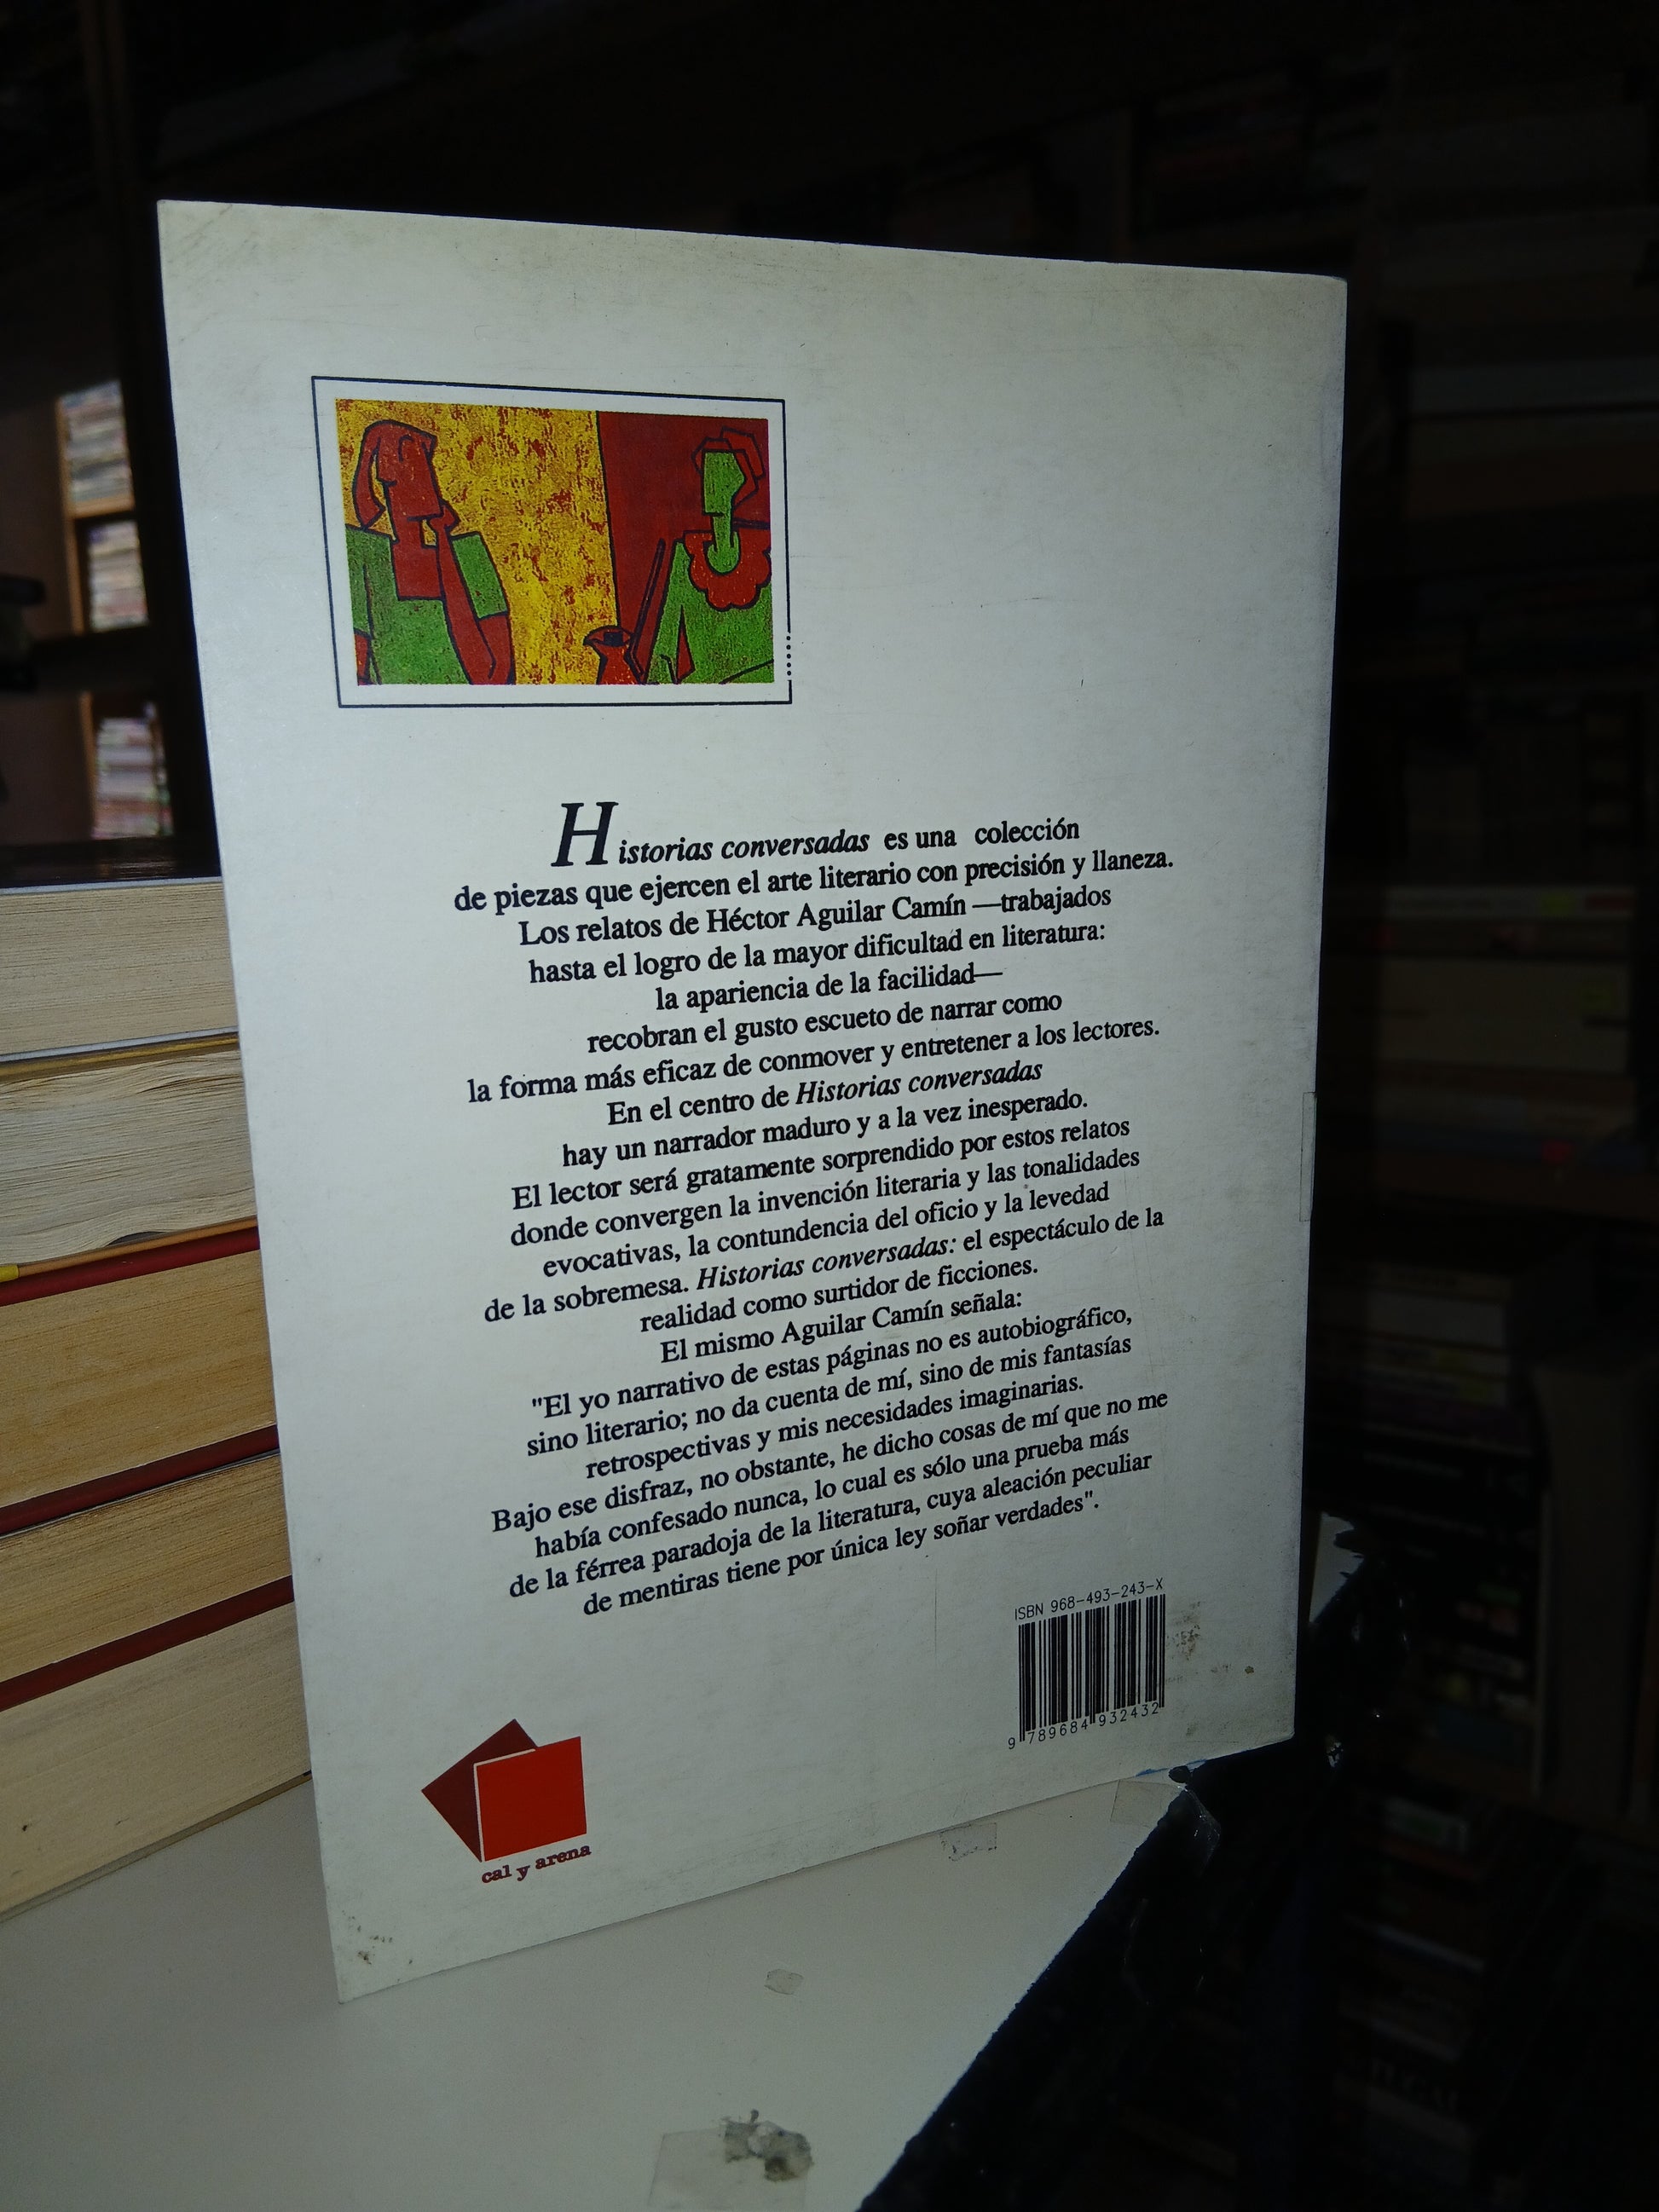 Historias conversadas es una colección
de piezas que ejercen el arte literario con precisión y llaneza.
Los relatos de Héctor Aguilar Camín —trabajados
hasta el logro de la mayor dificultad en literatura:
la apariencia de la facilidad—
recobran el gusto escueto de narrar como
la forma más eficaz de conmover y entretener a los lectores.
En el centro de Historias conversadas
hay un narrador maduro y a la vez inesperado.
El lector será gratamente sorprendido por estos relatos
donde convergen la invención literaria y las tonalidades
evocativas, la contundencia del oficio y la levedad
de la sobremesa. Historias conversadas: el espectáculo de la
realidad como surtidor de ficciones.
El mismo Aguilar Camín señala:
"El yo narrativo de estas páginas no es autobiográfico,
sino literario; no da cuenta de mí, sino de mis fantasías
retrospectivas y mis necesidades imaginarias.
Bajo ese disfraz, no obstante, he dicho cosas de mí que no me
había confesado nunca, lo cual es sólo una prueba más
de la férrea paradoja de la literatura, cuya aleación peculiar
de mentiras tiene por única ley soñar verdades".
ISBN 968-493-243-X
9 789684 932432
cal y arena